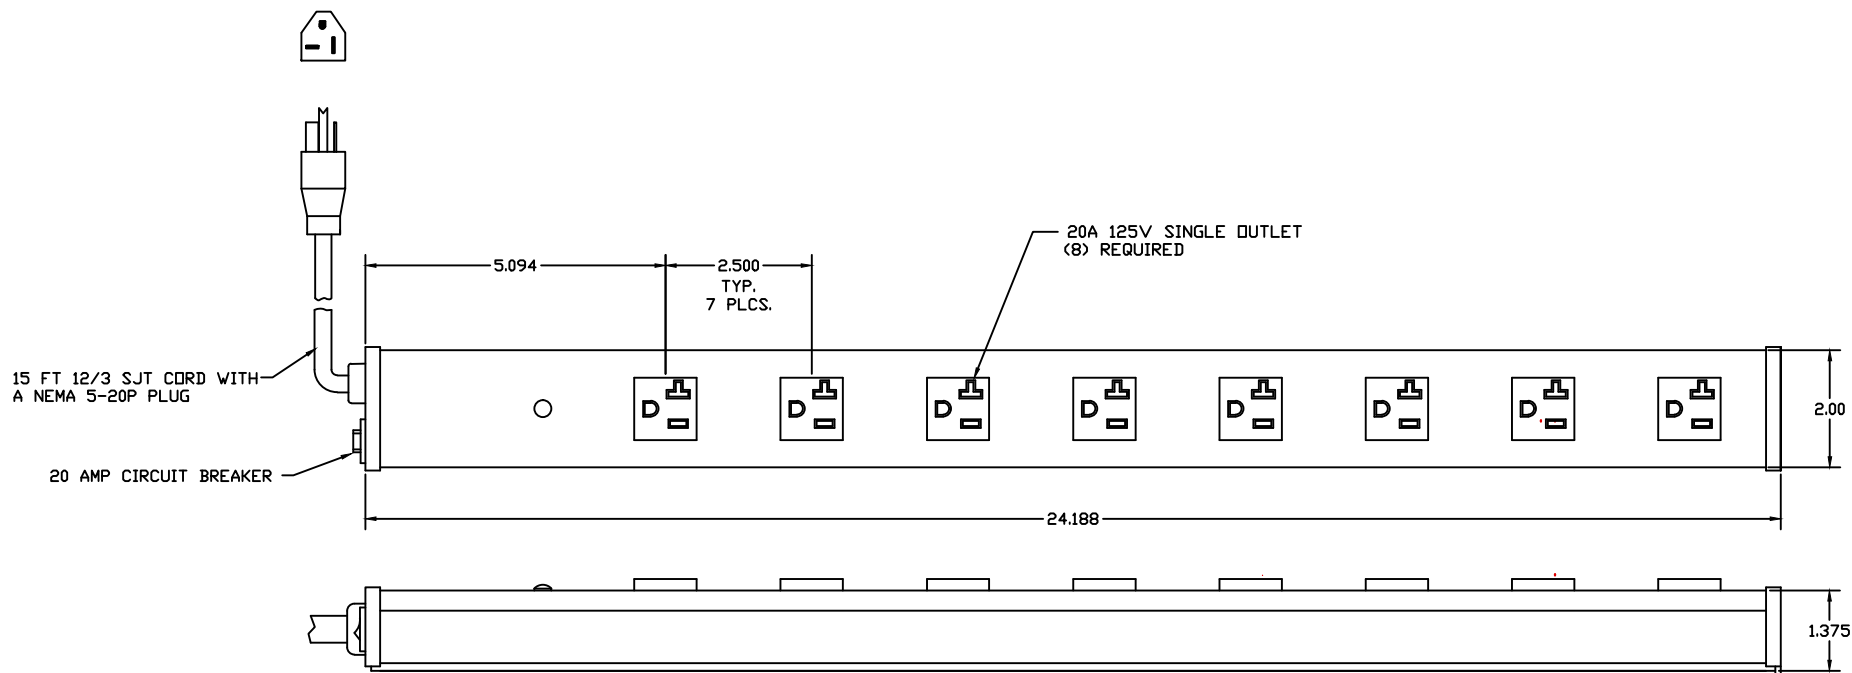 20A 125V SINGLE OUTLET
(8) REQUIRED
5.094
2.500
TYP.
7 PLCS.
15 FT 12/3 SJT CORD WITH
A NEMA 5-20P PLUG
2.00
20 AMP CIRCUIT BREAKER
24.188
1.375